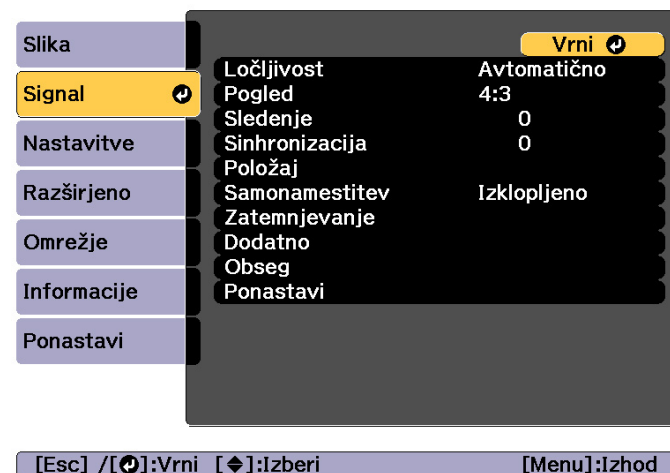 Slika
Signal
Nastavitve
Razširjeno
Omrežje
Informacije
Ponastavi
Vrni
Ločljivost Avtomatično
Pogled 4:3
Sledenje 0
Sinhronizacija 0
Položaj
Samonamestitev Izklopljeno
Zatemnjevanje
Dodatno
Obseg
Ponastavi
[Esc] /[]:Vrni []:Izberi [Menu]:Izhod